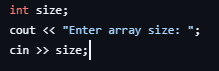 int size;
cout << "Enter array size: ";
cin >> size;